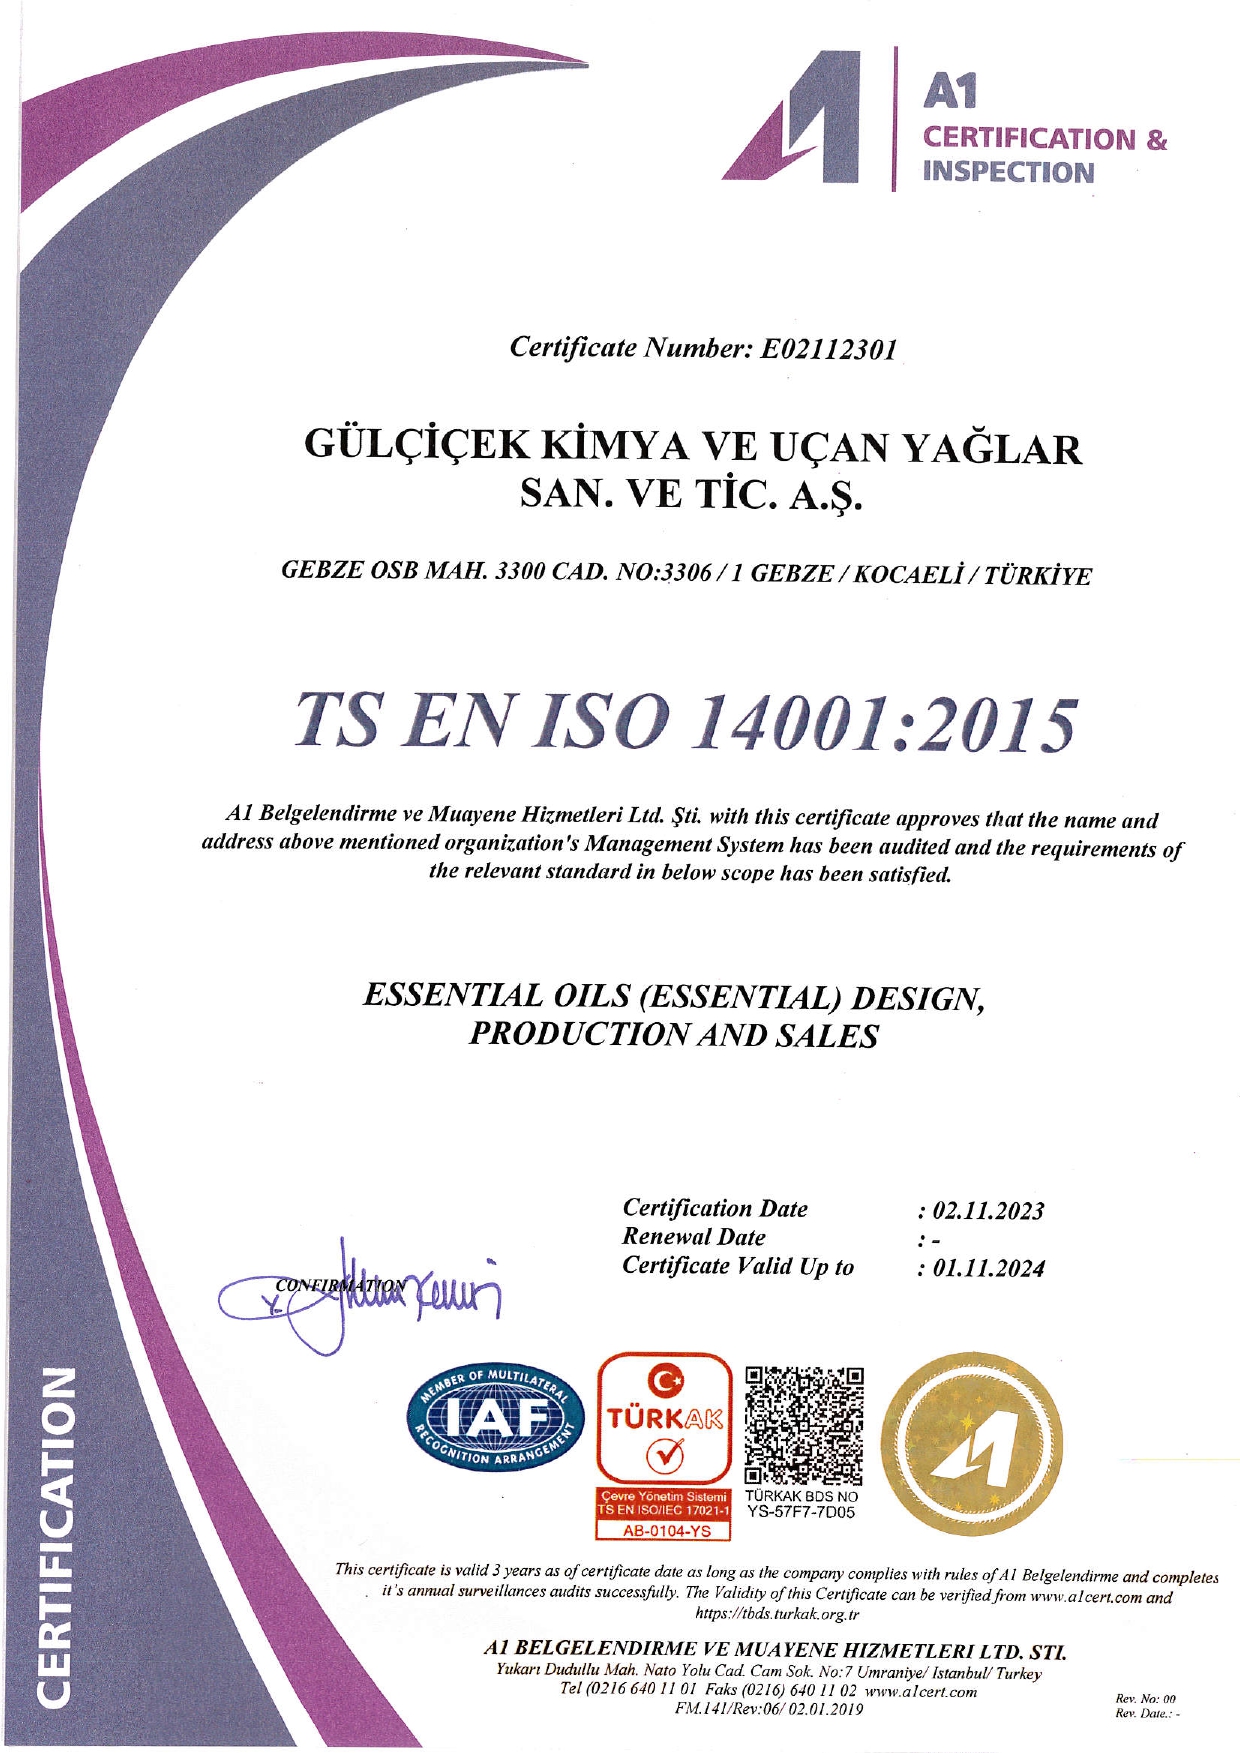 A1
CERTIFICATION &
INSPECTION
Certificate Number: E02112301
GÜLÇİÇEK KİMYA VE UÇAN YAĞLAR
SAN. VE TİC. A.Ş.
GEBZE OSB MAH. 3300 CAD. NO:3306 / 1 GEBZE / KOCAELİ / TÜRKİYE
TS EN ISO 14001:2015
A1 Belgelendirme ve Muayene Hizmetleri Ltd. Şti. with this certificate approves that the name and
address above mentioned organization's Management System has been audited and the requirements of
the relevant standard in below scope has been satisfied.
ESSENTIAL OILS (ESSENTIAL) DESIGN,
PRODUCTION AND SALES
Certification Date : 02.11.2023
Renewal Date : -
Certificate Valid Up to : 01.11.2024
CONFIRMATION
MEMBER OF MULTILATERAL
IAF
RECOGNITION ARRANGEMENT
TÜRKAK
Çevre Yönetim Sistemi
TS EN ISO/IEC 17021-1
AB-0104-YS
TÜRKAK BDS NO
YS-57F7-7D05
CERTIFICATION
This certificate is valid 3 years as of certificate date as long as the company complies with rules of A1 Belgelendirme and completes
it's annual surveillances audits successfully. The Validity of this Certificate can be verified from www.a1cert.com and
https://tbds.turkak.org.tr
A1 BELGELENDIRME VE MUAYENE HIZMETLERI LTD. STI.
Yukarı Dudullu Mah. Nato Yolu Cad. Cam Sok. No:7 Umraniye/ Istanbul/ Turkey
Tel (0216 640 11 01 Faks (0216) 640 11 02 www.a1cert.com
FM.141/Rev:06/ 02.01.2019
Rev. No: 00
Rev. Date.: -